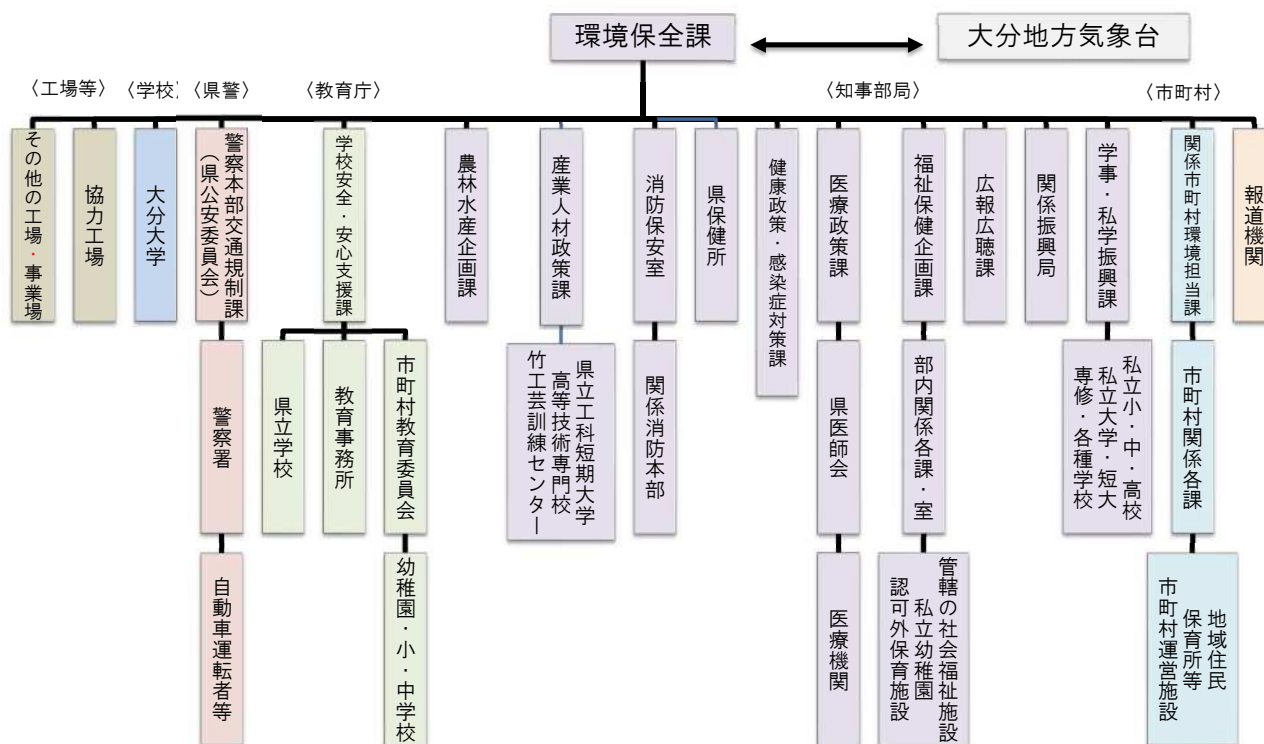 環境保全課
大分地方気象台
〈工場等〉
〈学校〉
〈県警〉
〈教育庁〉
〈知事部局〉
〈市町村〉
その他の工場・事業場
協力工場
大分大学
警察本部交通規制課
（県公安委員会）
学校安全・安心支援課
農林水産企画課
産業人材政策課
消防保安室
県保健所
健康政策・感染症対策課
医療政策課
福祉保健企画課
広報広聴課
関係振興局
学事・私学振興課
関係市町村環境担当課
報道機関
警察署
県立学校
教育事務所
市町村教育委員会
県立工科短期大学
高等技術専門校
竹工芸訓練センター
関係消防本部
県医師会
部内関係各課・室
私立小・中・高校
私立大学・短大
専修・各種学校
市町村関係各課
自動車運転者等
幼稚園・小・中学校
医療機関
管轄の社会福祉施設
私立幼稚園
認可外保育施設
地域住民
保育所等
市町村運営施設